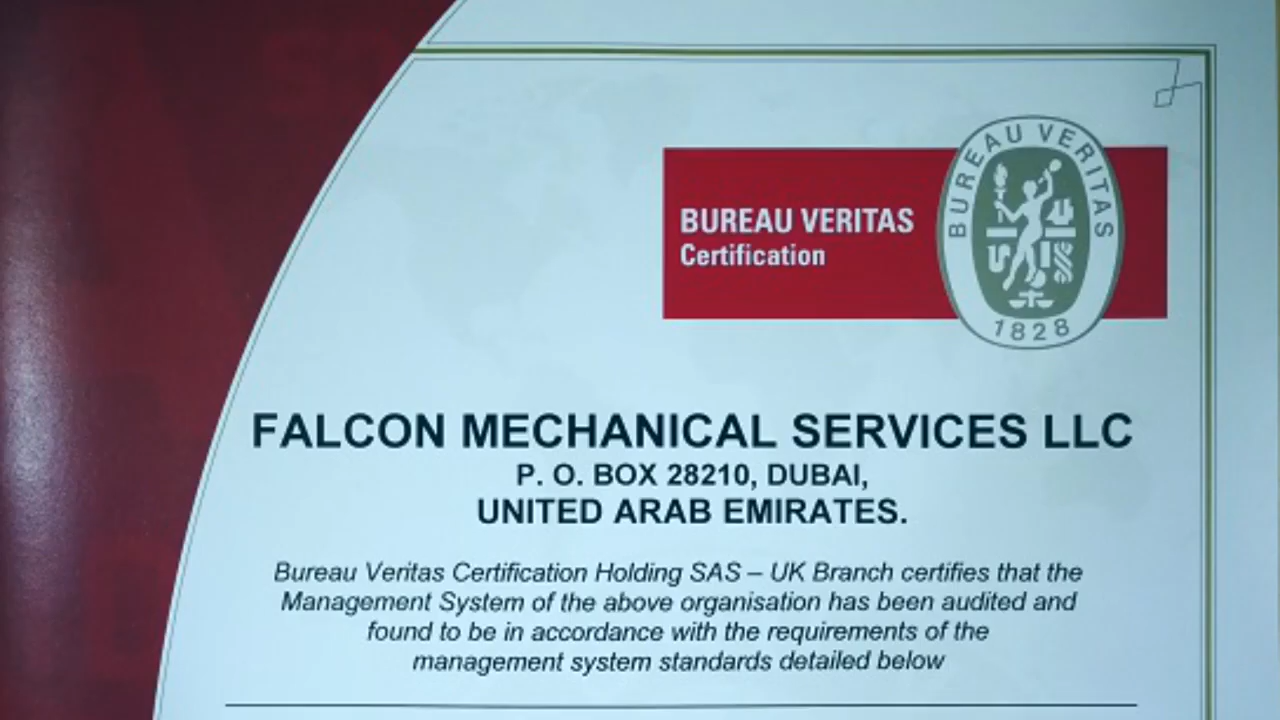 BUREAU VERITAS
Certification
BUREAU VERITAS
1828
FALCON MECHANICAL SERVICES LLC
P. O. BOX 28210, DUBAI,
UNITED ARAB EMIRATES.
Bureau Veritas Certification Holding SAS – UK Branch certifies that the
Management System of the above organisation has been audited and
found to be in accordance with the requirements of the
management system standards detailed below